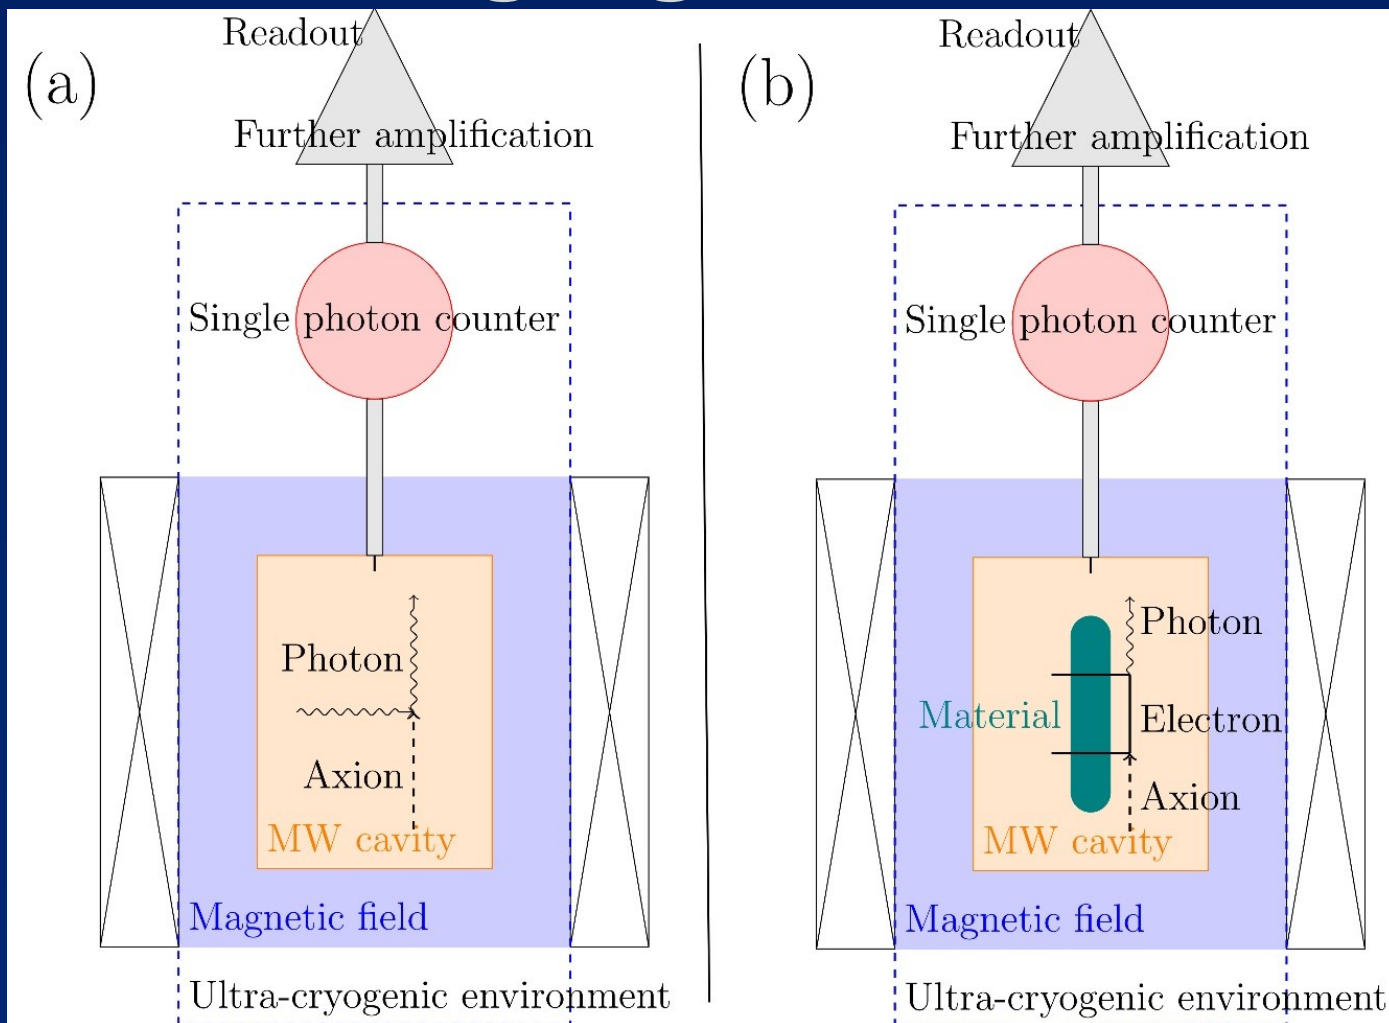 (a)
Readout
Further amplification
Single photon counter
Photon
Axion
MW cavity
Magnetic field
Ultra-cryogenic environment
(b)
Readout
Further amplification
Single photon counter
Photon
Material
Electron
Axion
MW cavity
Magnetic field
Ultra-cryogenic environment